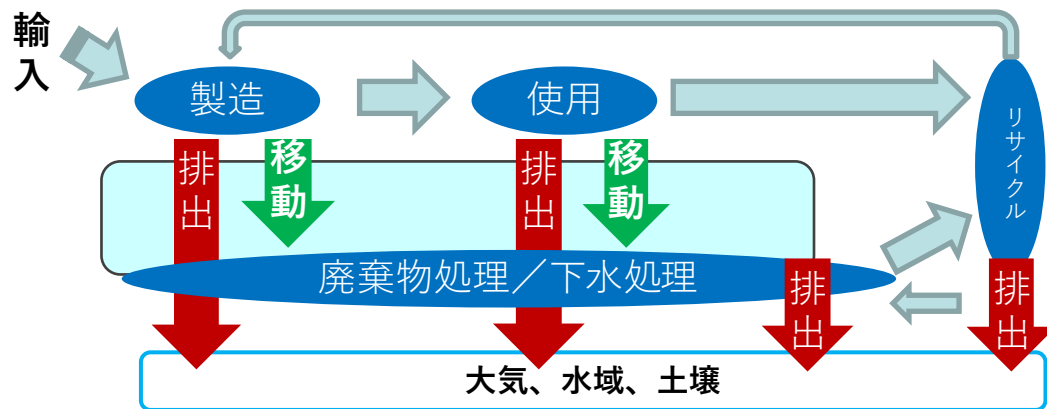 輸入
製造
使用
リサイクル
排出
移動
排出
移動
廃棄物処理／下水処理
排出
排出
大気、水域、土壌